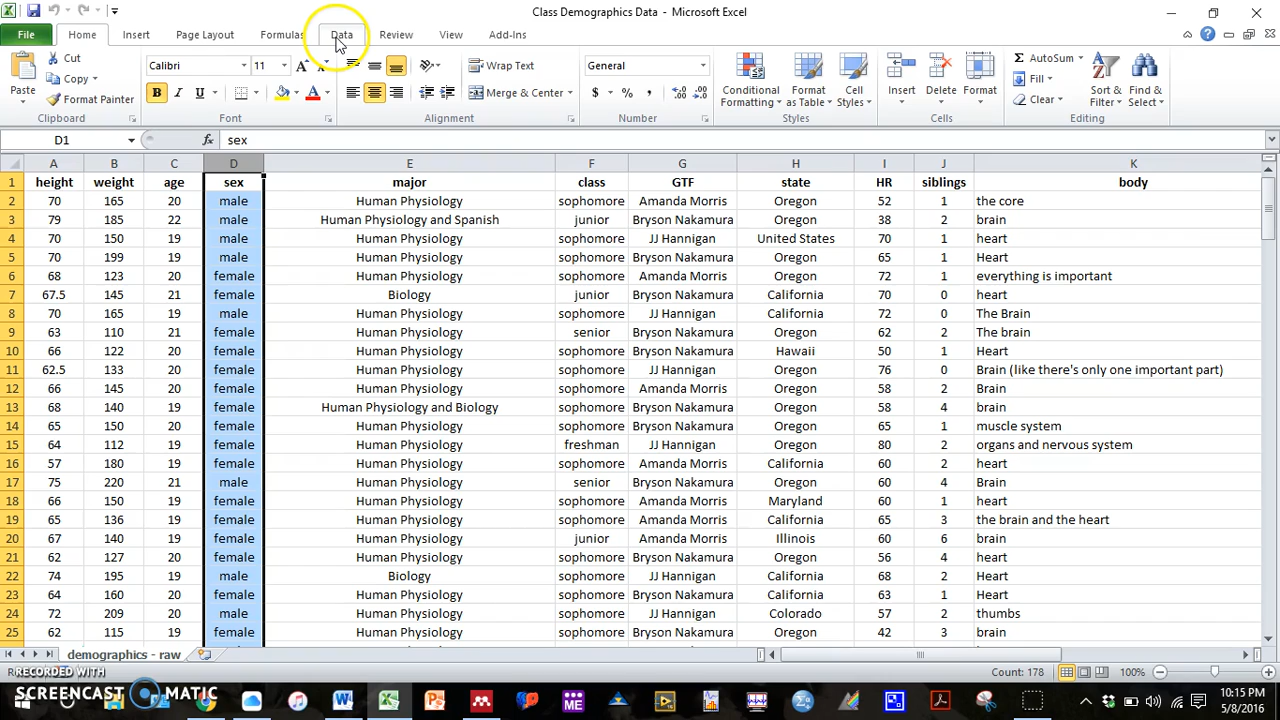 Class Demographics Data - Microsoft Excel
File Home Insert Page Layout Formulas Data Review View Add-Ins
Cut Calibri 11 Wrap Text General AutoSum
Copy Fill
Paste Format Painter B I U Merge & Center $ % , Conditional Formatting Format as Table Cell Styles Insert Delete Format Clear Sort & Filter Find & Select
Clipboard Font Alignment Number Styles Cells Editing
D1 fx sex
A B C D E F G H I J K
1 height weight age sex major class GTF state HR siblings body
2 70 165 20 male Human Physiology sophomore Amanda Morris Oregon 52 1 the core
3 79 185 22 male Human Physiology and Spanish junior Bryson Nakamura Oregon 38 2 brain
4 70 150 19 male Human Physiology sophomore JJ Hannigan United States 70 1 heart
5 70 199 19 male Human Physiology sophomore Bryson Nakamura Oregon 65 1 Heart
6 68 123 20 female Human Physiology sophomore Amanda Morris Oregon 72 1 everything is important
7 67.5 145 21 female Biology junior Bryson Nakamura California 70 0 heart
8 70 165 19 male Human Physiology sophomore JJ Hannigan California 72 0 The Brain
9 63 110 21 female Human Physiology senior Bryson Nakamura Oregon 62 2 The brain
10 66 122 20 female Human Physiology sophomore Bryson Nakamura Hawaii 50 1 Heart
11 62.5 133 20 female Human Physiology sophomore JJ Hannigan Oregon 76 0 Brain (like there's only one important part)
12 66 145 20 female Human Physiology sophomore Amanda Morris Oregon 58 2 Brain
13 68 140 19 female Human Physiology and Biology sophomore Bryson Nakamura Oregon 58 4 brain
14 65 150 20 female Human Physiology sophomore Bryson Nakamura Oregon 65 1 muscle system
15 64 112 19 female Human Physiology freshman JJ Hannigan Oregon 80 2 organs and nervous system
16 57 180 19 female Human Physiology sophomore Amanda Morris California 60 2 heart
17 75 220 21 male Human Physiology senior JJ Hannigan Oregon 60 4 Brain
18 66 150 19 female Human Physiology sophomore Amanda Morris Maryland 60 1 heart
19 65 136 19 female Human Physiology sophomore Amanda Morris California 65 3 the brain and the heart
20 67 140 19 female Human Physiology junior JJ Hannigan Illinois 60 6 brain
21 62 127 20 female Human Physiology sophomore Bryson Nakamura Oregon 56 4 heart
22 74 195 19 male Biology sophomore JJ Hannigan California 68 2 Heart
23 64 160 20 female Human Physiology sophomore Bryson Nakamura California 63 1 Heart
24 72 209 19 male Human Physiology sophomore JJ Hannigan Colorado 57 2 thumbs
25 62 115 19 female Human Physiology sophomore Bryson Nakamura Oregon 42 3 brain
demographics - raw
RECORDED WITH Count: 178 100%
SCREENCAST MATIC
ME
10:15 PM
5/8/2016